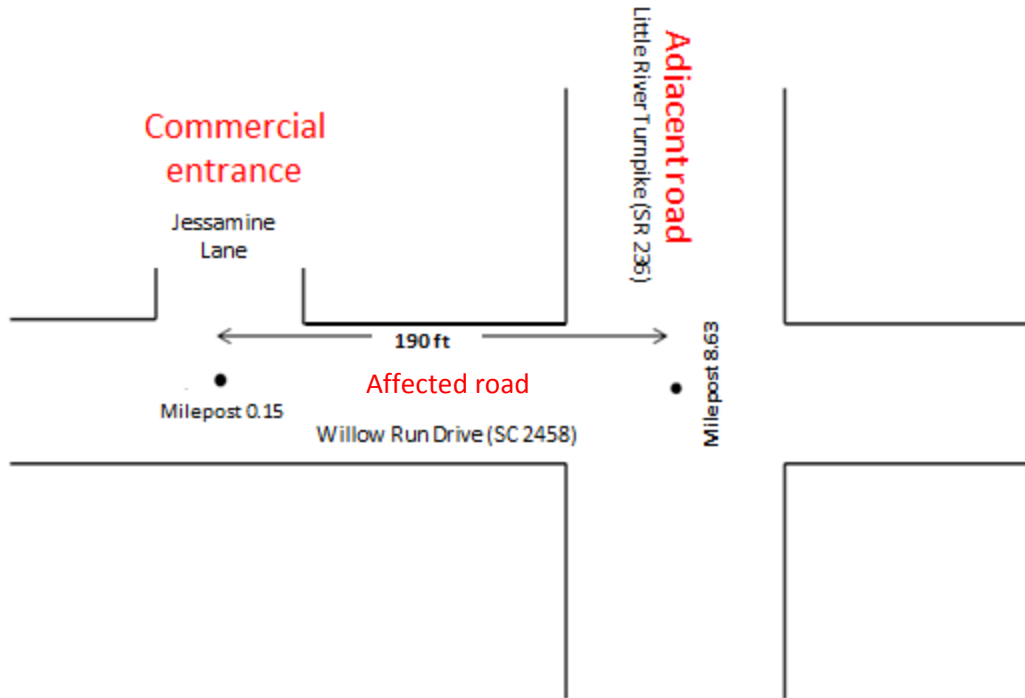 Commercial
entrance
Jessamine
Lane
Adjacent road
Little River Turnpike (SR 236)
190 ft
Affected road
Milepost 0.15
Milepost 8.63
Willow Run Drive (SC 2458)